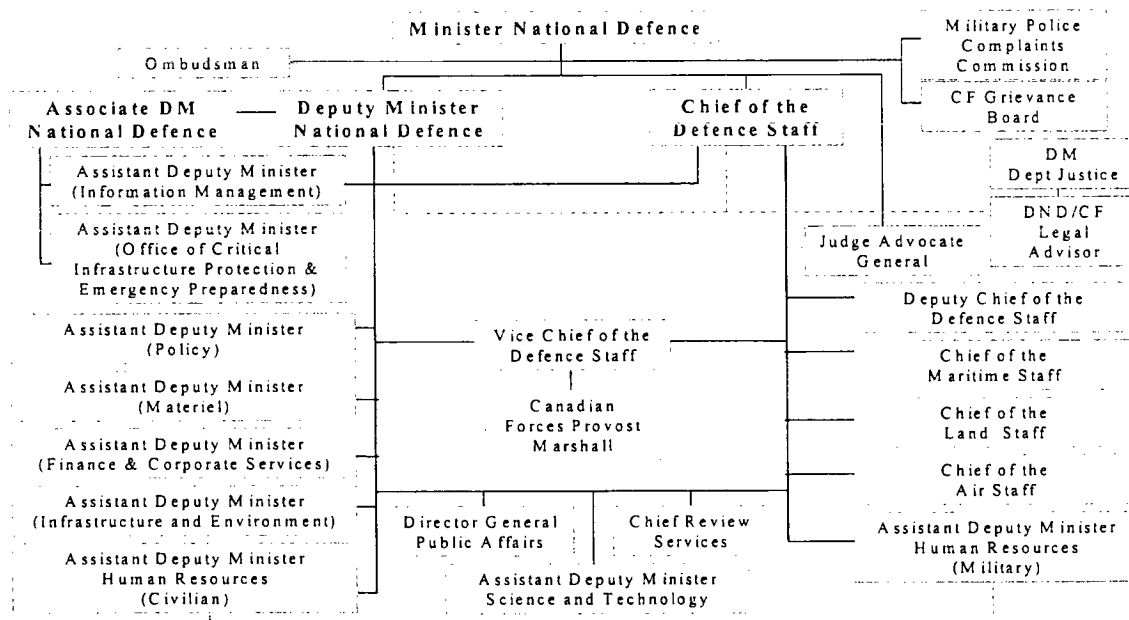 Minister National Defence
Military Police
Complaints
Commission
Ombudsman
CF Grievance
Board
Associate DM
National Defence
Deputy Minister
National Defence
Chief of the
Defence Staff
DM
Dept Justice
Assistant Deputy Minister
(Information Management)
DND/CF
Legal
Advisor
Assistant Deputy Minister
(Office of Critical
Infrastructure Protection &
Emergency Preparedness)
Judge Advocate
General
Deputy Chief of the
Defence Staff
Assistant Deputy Minister
(Policy)
Vice Chief of the
Defence Staff
Chief of the
Maritime Staff
Assistant Deputy Minister
(Materiel)
Canadian
Forces Provost
Marshall
Chief of the
Land Staff
Assistant Deputy Minister
(Finance & Corporate Services)
Chief of the
Air Staff
Assistant Deputy Minister
(Infrastructure and Environment)
Director General
Public Affairs
Chief Review
Services
Assistant Deputy Minister
Human Resources
(Military)
Assistant Deputy Minister
Human Resources
(Civilian)
Assistant Deputy Minister
Science and Technology